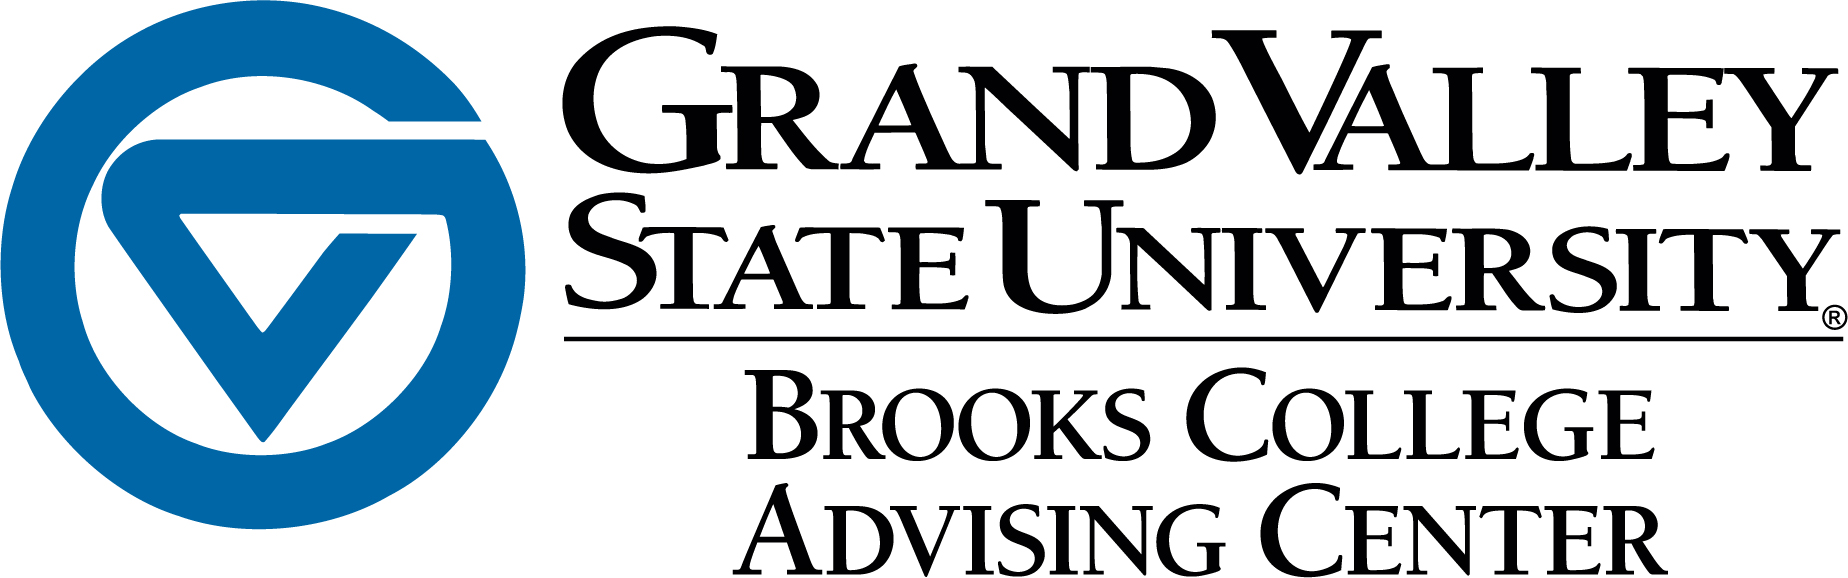 GRAND VALLEY
STATE UNIVERSITY®
BROOKS COLLEGE
ADVISING CENTER